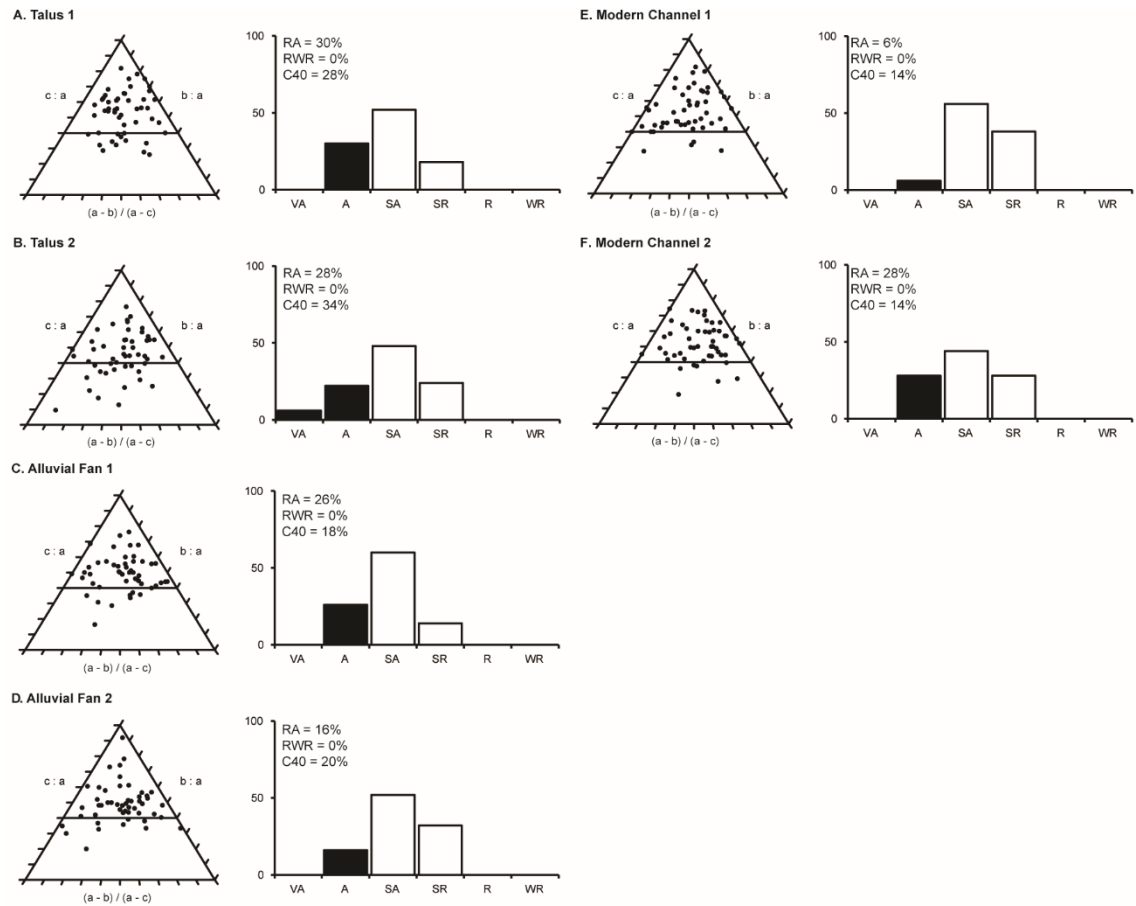 A. Talus 1
c : a
b : a
(a - b) / (a - c)
100
50
0
RA = 30%
RWR = 0%
C40 = 28%
VA A SA SR R WR
E. Modern Channel 1
c : a
b : a
(a - b) / (a - c)
100
50
0
RA = 6%
RWR = 0%
C40 = 14%
VA A SA SR R WR
B. Talus 2
c : a
b : a
(a - b) / (a - c)
100
50
0
RA = 28%
RWR = 0%
C40 = 34%
VA A SA SR R WR
F. Modern Channel 2
c : a
b : a
(a - b) / (a - c)
100
50
0
RA = 28%
RWR = 0%
C40 = 14%
VA A SA SR R WR
C. Alluvial Fan 1
c : a
b : a
(a - b) / (a - c)
100
50
0
RA = 26%
RWR = 0%
C40 = 18%
VA A SA SR R WR
D. Alluvial Fan 2
c : a
b : a
(a - b) / (a - c)
100
50
0
RA = 16%
RWR = 0%
C40 = 20%
VA A SA SR R WR